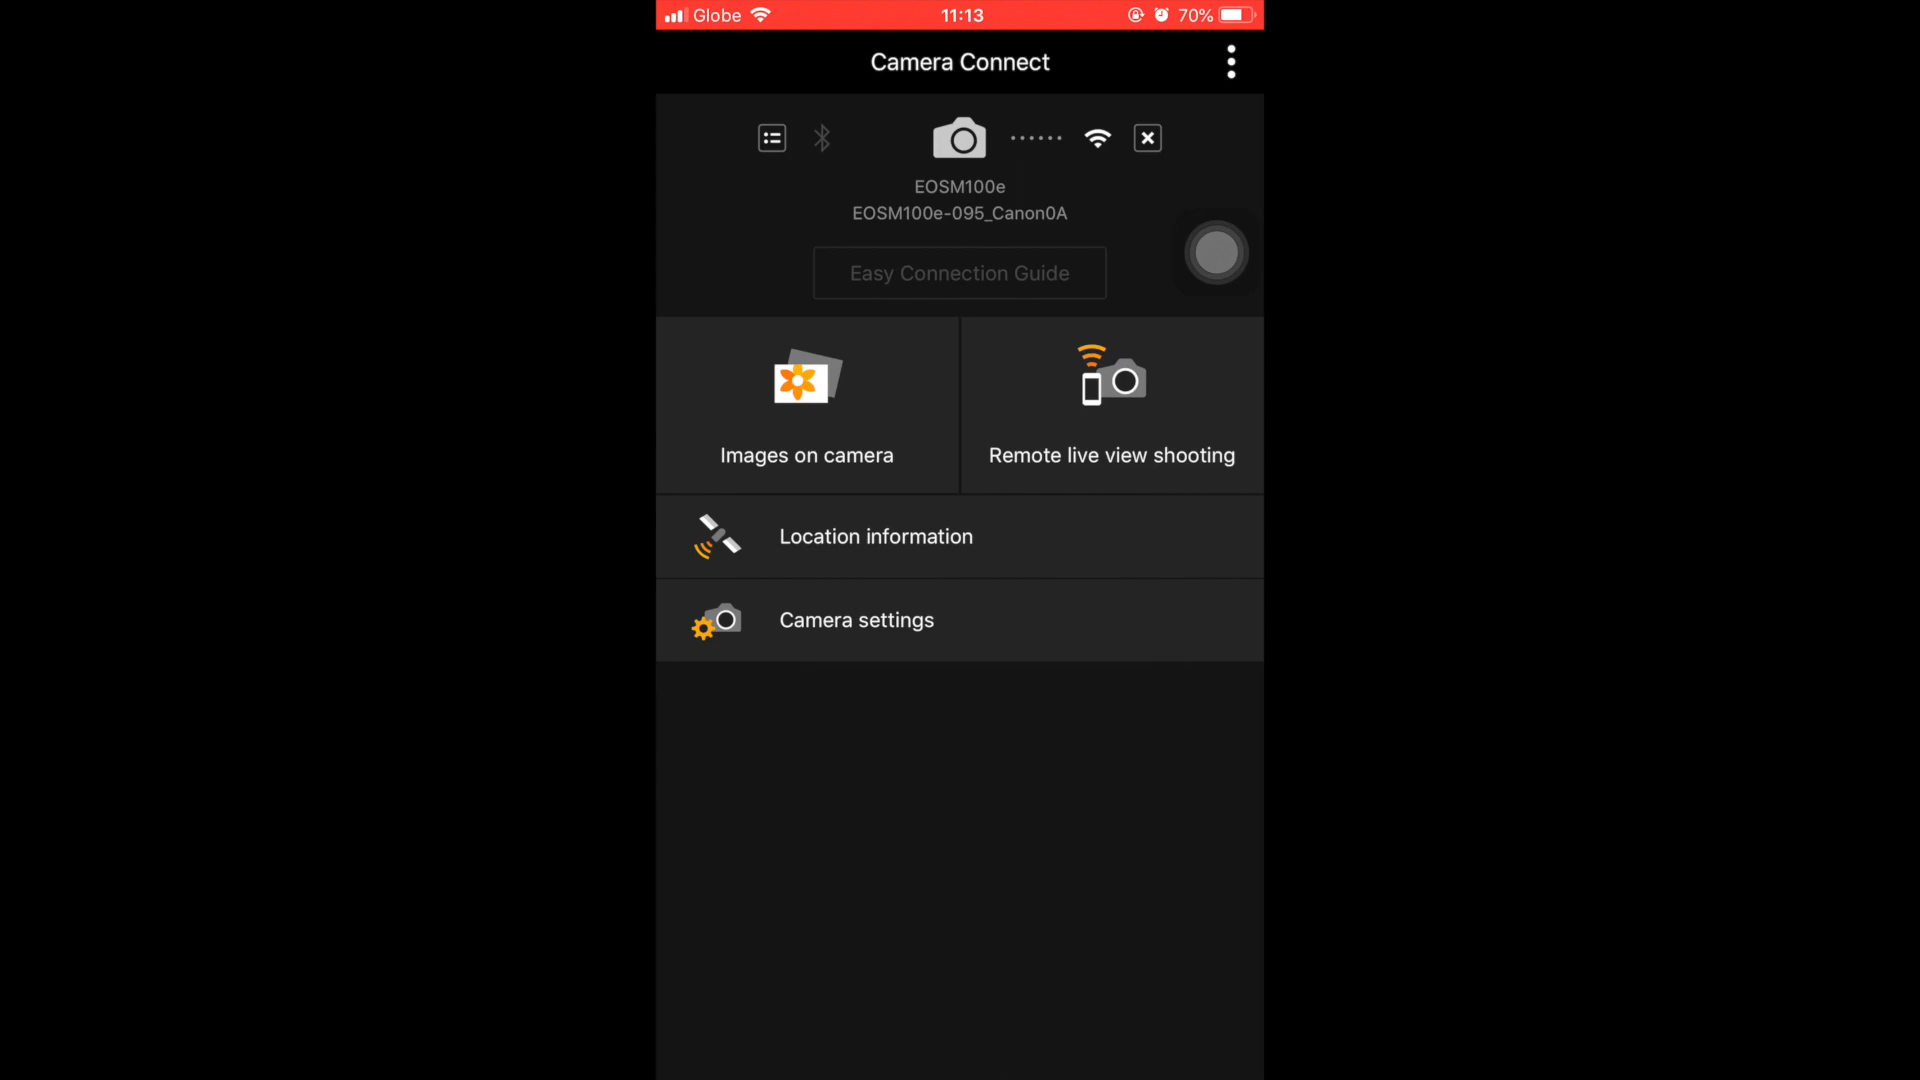 Globe 11:13 70%
Camera Connect
EOSM100e
EOSM100e-095_Canon0A
Easy Connection Guide
Images on camera
Remote live view shooting
Location information
Camera settings